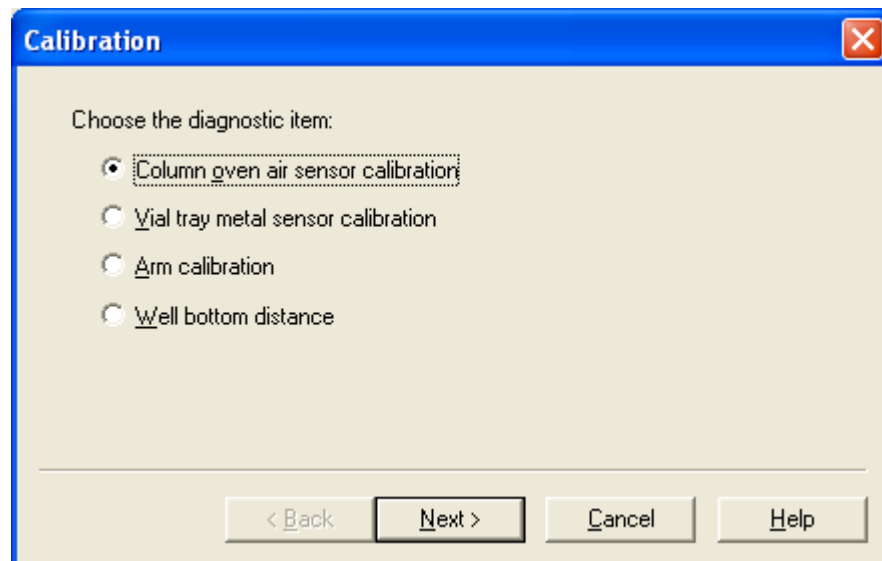 Calibration
Choose the diagnostic item:
Column oven air sensor calibration
Vial tray metal sensor calibration
Arm calibration
Well bottom distance
< Back Next > Cancel Help